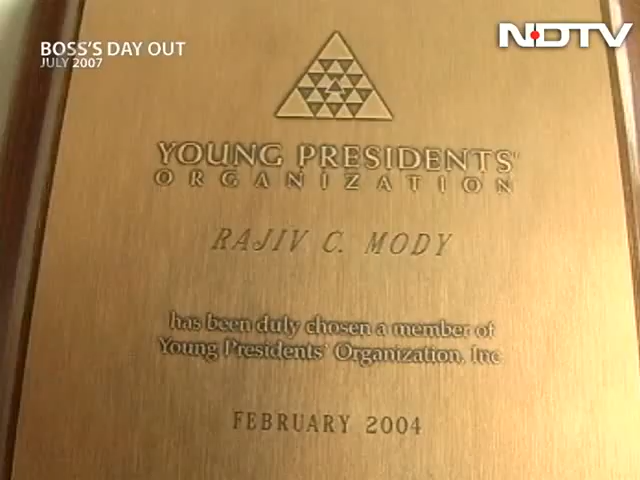 BOSS'S DAY OUT
JULY 2007
NDTV
YOUNG PRESIDENTS'
ORGANIZATION
RAJIV C. MODY
has been duly chosen a member of
Young Presidents' Organization, Inc
FEBRUARY 2004